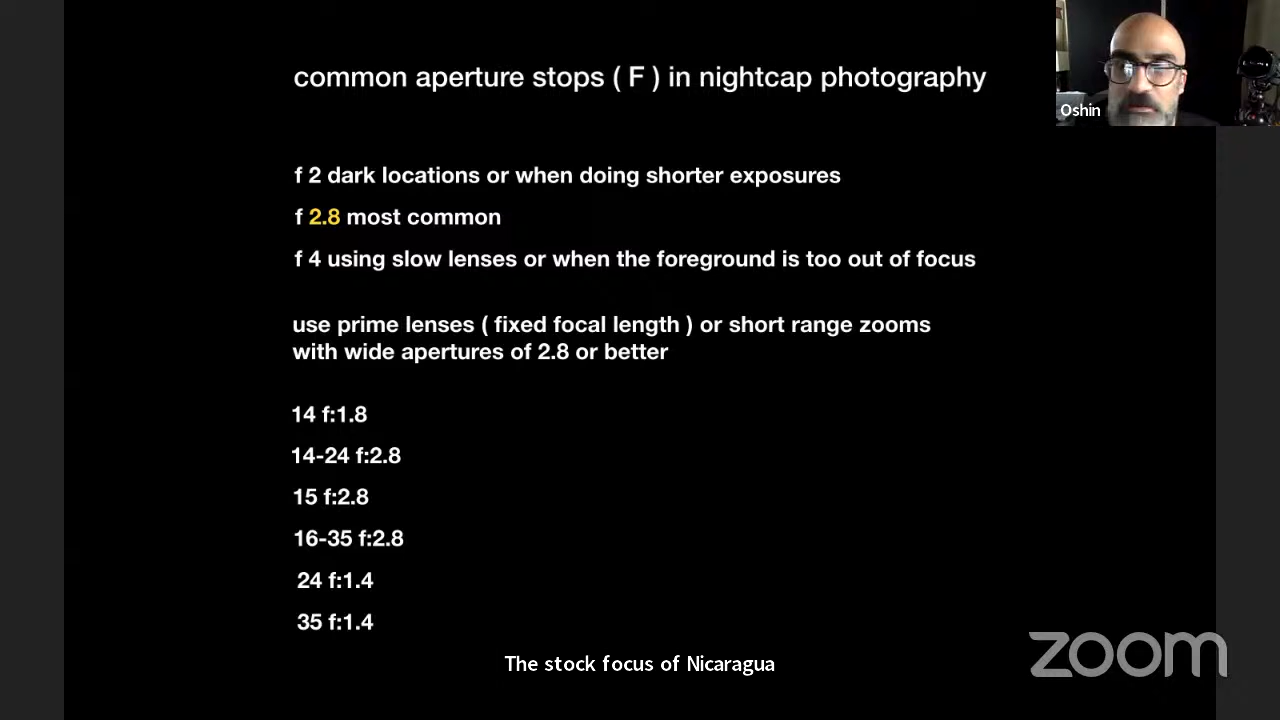 common aperture stops ( F ) in nightcap photography
Oshin
f 2 dark locations or when doing shorter exposures
f 2.8 most common
f 4 using slow lenses or when the foreground is too out of focus
use prime lenses ( fixed focal length ) or short range zooms
with wide apertures of 2.8 or better
14 f:1.8
14-24 f:2.8
15 f:2.8
16-35 f:2.8
24 f:1.4
35 f:1.4
The stock focus of Nicaragua
zoom